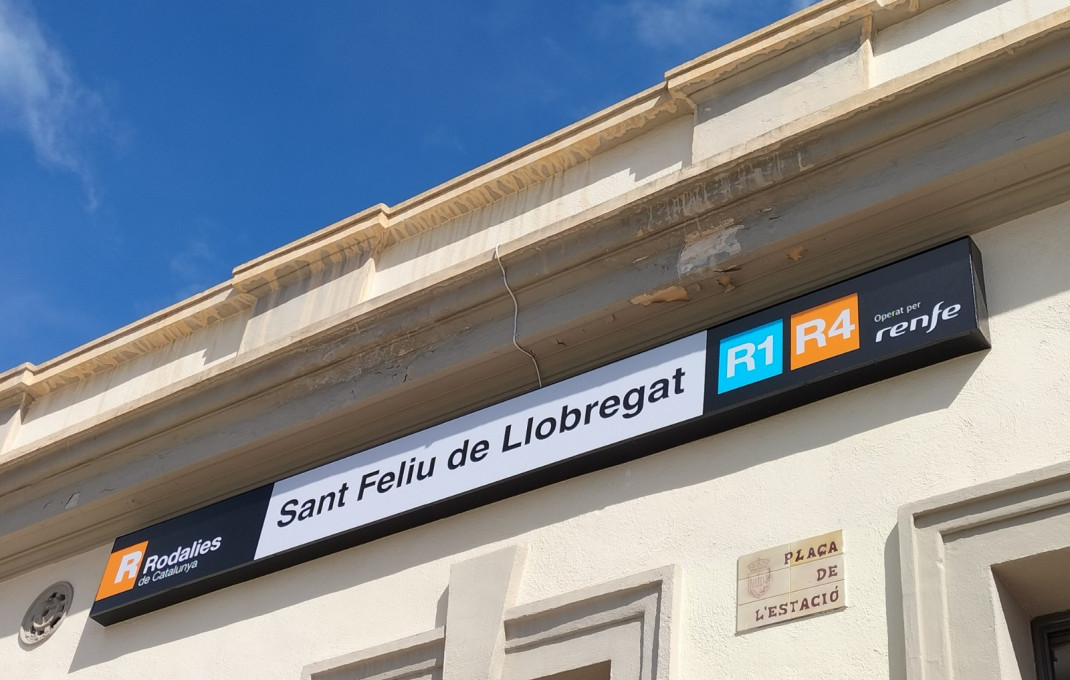 R Rodalies
de Catalunya
Sant Feliu de Llobregat
R1 R4
Operat per
renfe
PLAÇA
DE
L'ESTACIÓ